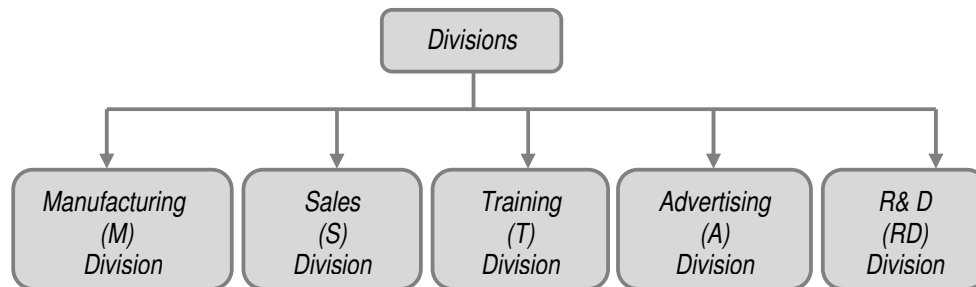 Divisions
Manufacturing
(M)
Division
Sales
(S)
Division
Training
(T)
Division
Advertising
(A)
Division
R& D
(RD)
Division